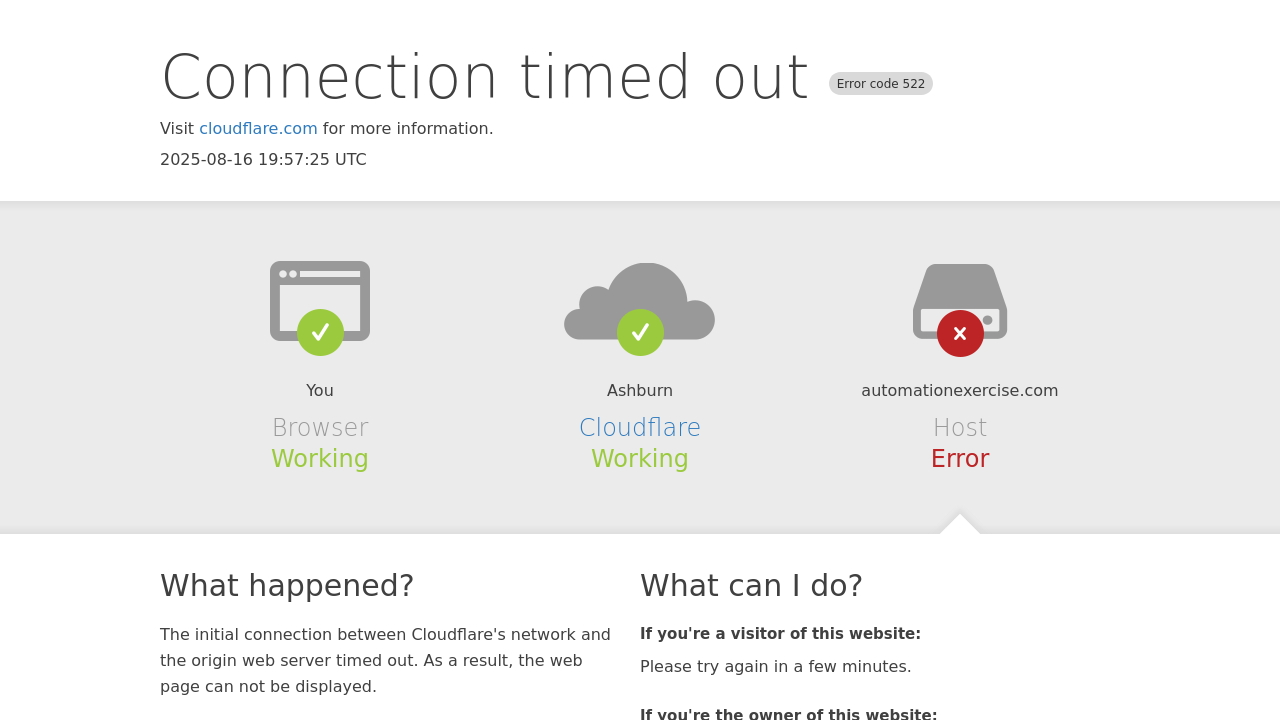 Connection timed out Error code 522
Visit cloudflare.com for more information.
2025-08-16 19:57:25 UTC
You
Browser
Working
Ashburn
Cloudflare
Working
automationexercise.com
Host
Error
What happened?
The initial connection between Cloudflare's network and
the origin web server timed out. As a result, the web
page can not be displayed.
What can I do?
If you're a visitor of this website:
Please try again in a few minutes.
If you're the owner of this website: